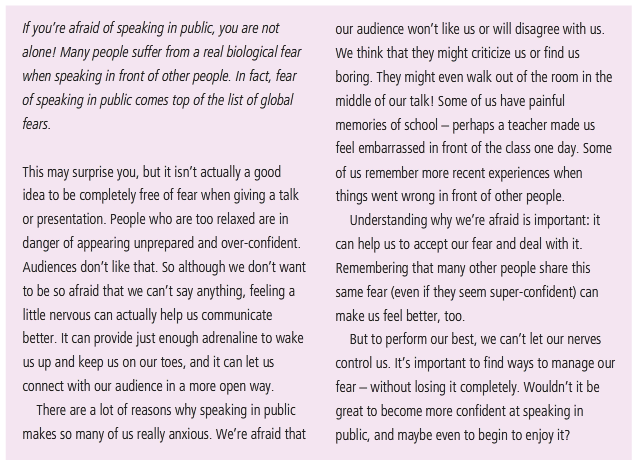 If you're afraid of speaking in public, you are not
alone! Many people suffer from a real biological fear
when speaking in front of other people. In fact, fear
of speaking in public comes top of the list of global
fears.
This may surprise you, but it isn't actually a good
idea to be completely free of fear when giving a talk
or presentation. People who are too relaxed are in
danger of appearing unprepared and over-confident.
Audiences don't like that. So although we don't want
to be so afraid that we can't say anything, feeling a
little nervous can actually help us communicate
better. It can provide just enough adrenaline to wake
us up and keep us on our toes, and it can let us
connect with our audience in a more open way.
There are a lot of reasons why speaking in public
makes so many of us really anxious. We're afraid that
our audience won't like us or will disagree with us.
We think that they might criticize us or find us
boring. They might even walk out of the room in the
middle of our talk! Some of us have painful
memories of school – perhaps a teacher made us
feel embarrassed in front of the class one day. Some
of us remember more recent experiences when
things went wrong in front of other people.
Understanding why we're afraid is important: it
can help us to accept our fear and deal with it.
Remembering that many other people share this
same fear (even if they seem super-confident) can
make us feel better, too.
But to perform our best, we can't let our nerves
control us. It's important to find ways to manage our
fear – without losing it completely. Wouldn't it be
great to become more confident at speaking in
public, and maybe even to begin to enjoy it?